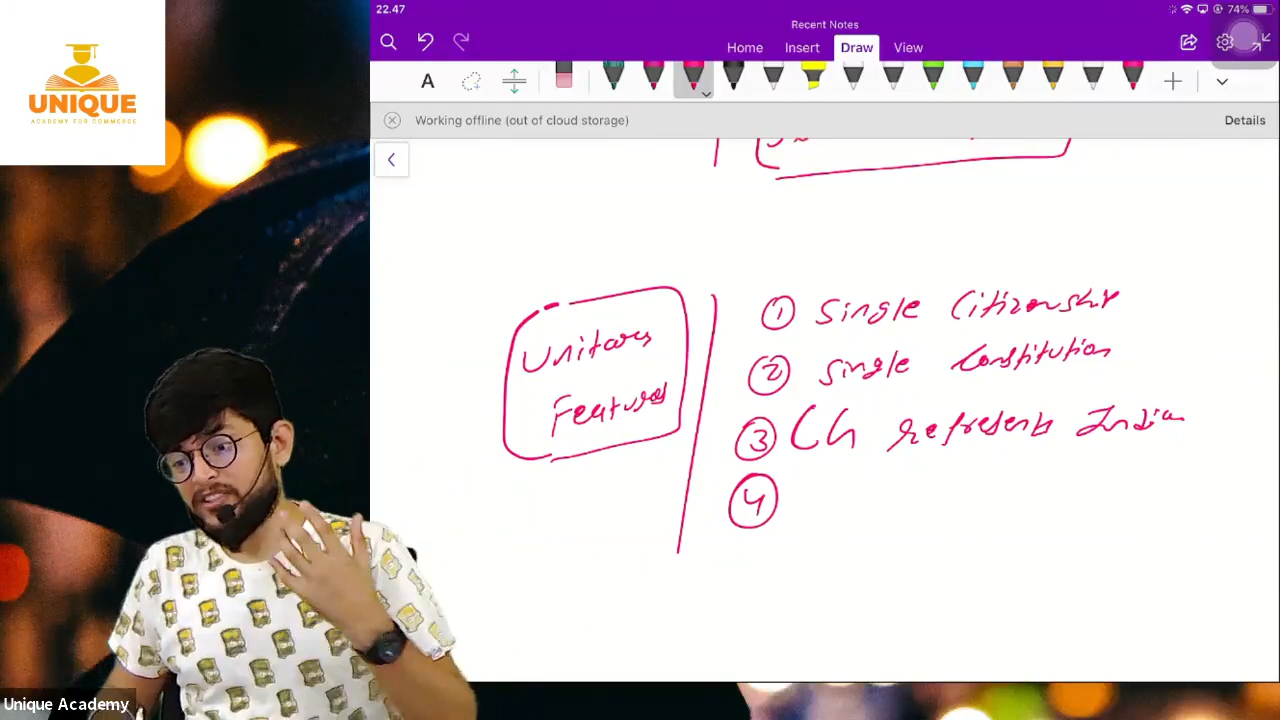 UNIQUE
ACADEMY FOR COMMERCE
22.47
74%
Recent Notes
Home Insert Draw View
A
Working offline (out of cloud storage)
Details
Unitary
Features
① Single Citizenship
② Single Constitution
③ CG represents India
④
Unique Academy